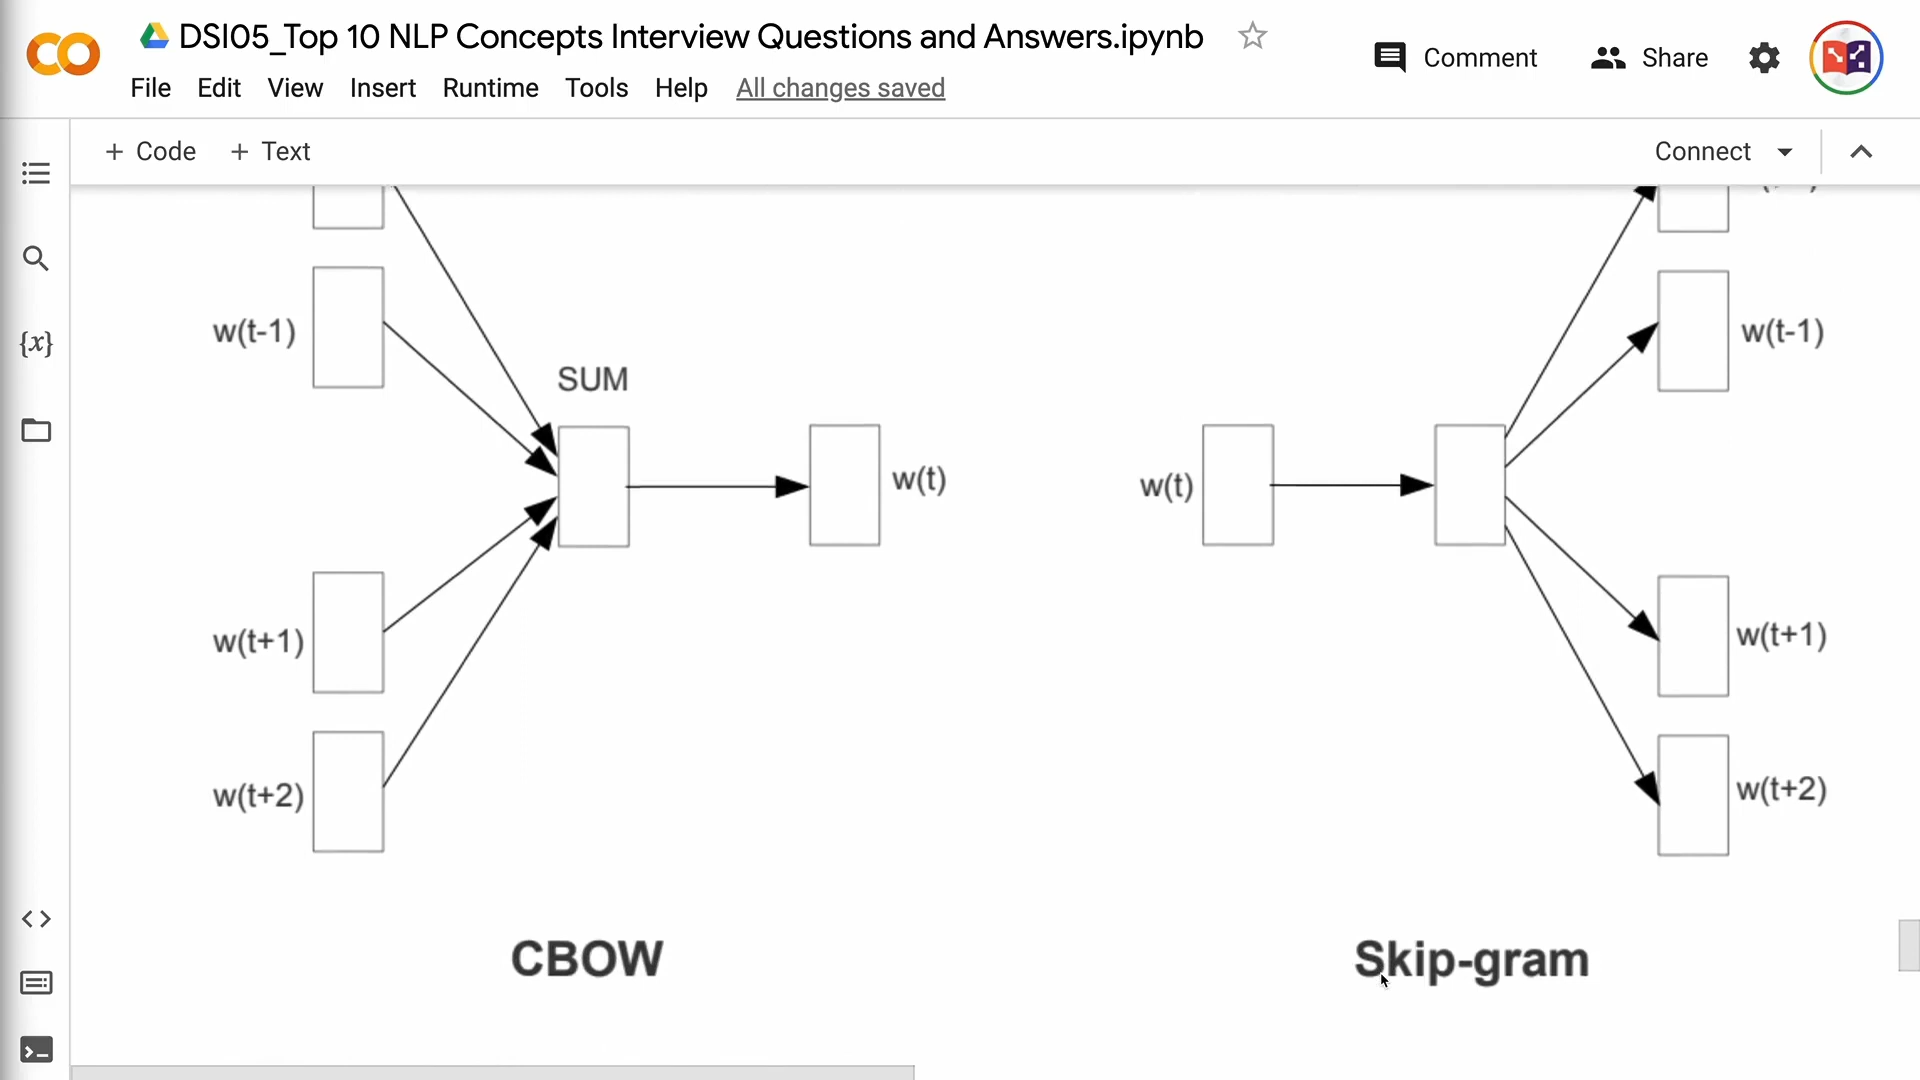 DSI05_Top 10 NLP Concepts Interview Questions and Answers.ipynb
Comment
Share
File Edit View Insert Runtime Tools Help All changes saved
+ Code + Text
Connect
{x}
w(t-1)
w(t-1)
SUM
w(t)
w(t)
w(t+1)
w(t+1)
w(t+2)
w(t+2)
CBOW
Skip-gram